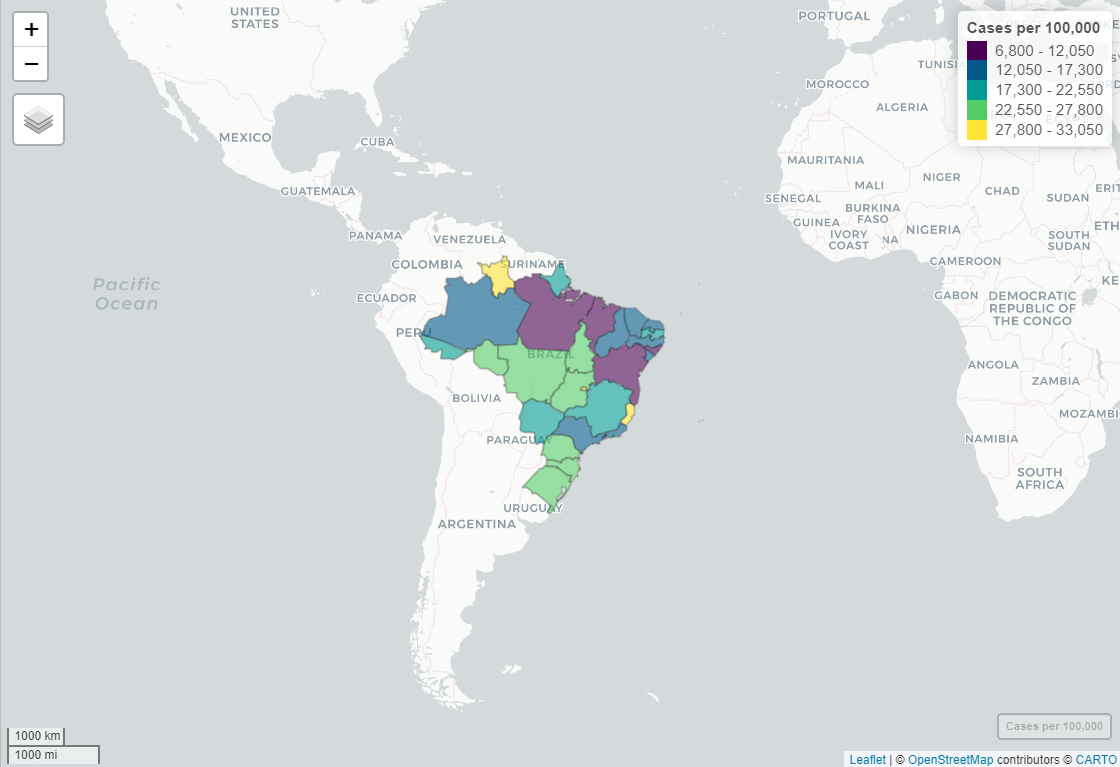 +
−
UNITED
STATES
MEXICO
CUBA
GUATEMALA
PANAMA
VENEZUELA
COLOMBIA
SURINAME
ECUADOR
PERU
BRAZIL
BOLIVIA
PARAGUAY
URUGUAY
ARGENTINA
Pacific
Ocean
PORTUGAL
MOROCCO
ALGERIA
MAURITANIA
MALI
NIGER
CHAD
SUDAN
SENEGAL
BURKINA
FASO
GUINEA
IVORY
COAST
NIGERIA
SOUTH
SUDAN
CAMEROON
GABON
DEMOCRATIC
REPUBLIC OF
THE CONGO
ANGOLA
ZAMBIA
NAMIBIA
SOUTH
AFRICA
Cases per 100,000
6,800 - 12,050
12,050 - 17,300
17,300 - 22,550
22,550 - 27,800
27,800 - 33,050
Cases per 100,000
1000 km
1000 mi
Leaflet | © OpenStreetMap contributors © CARTO